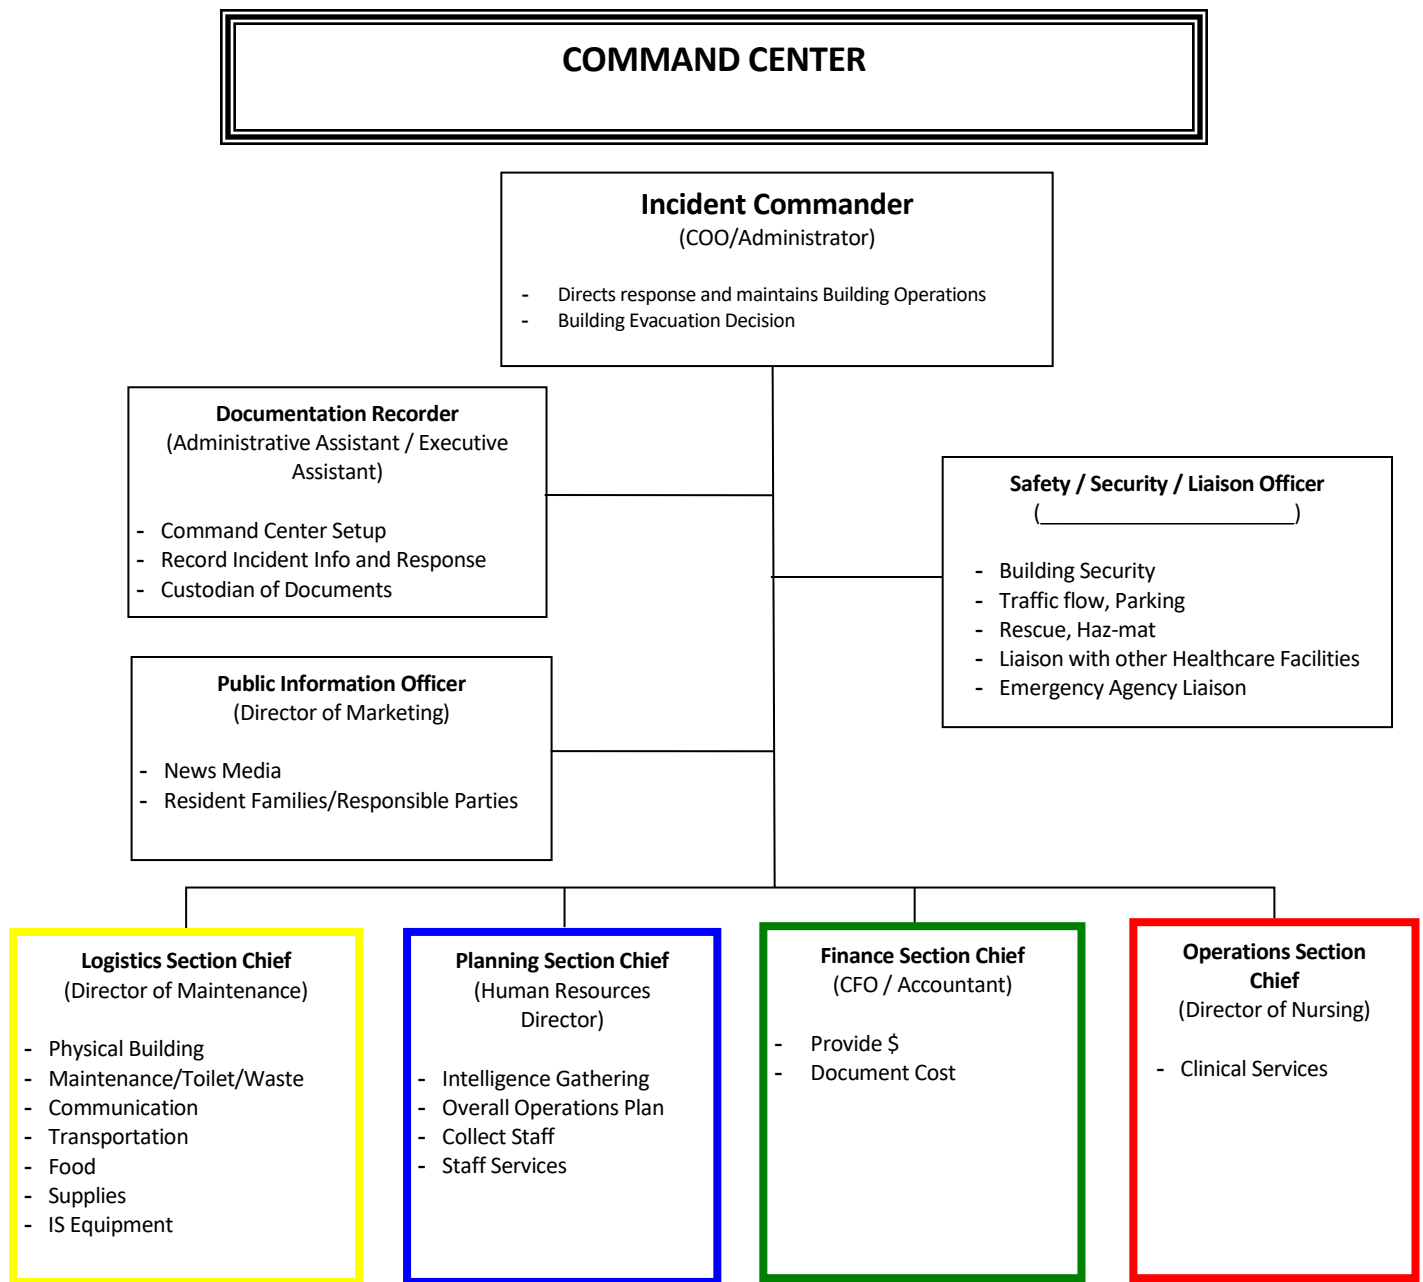 COMMAND CENTER
Incident Commander
(COO/Administrator)
- Directs response and maintains Building Operations
- Building Evacuation Decision
Documentation Recorder
(Administrative Assistant / Executive
Assistant)
- Command Center Setup
- Record Incident Info and Response
- Custodian of Documents
Safety / Security / Liaison Officer
(______________________)
- Building Security
- Traffic flow, Parking
- Rescue, Haz-mat
- Liaison with other Healthcare Facilities
- Emergency Agency Liaison
Public Information Officer
(Director of Marketing)
- News Media
- Resident Families/Responsible Parties
Logistics Section Chief
(Director of Maintenance)
- Physical Building
- Maintenance/Toilet/Waste
- Communication
- Transportation
- Food
- Supplies
- IS Equipment
Planning Section Chief
(Human Resources
Director)
- Intelligence Gathering
- Overall Operations Plan
- Collect Staff
- Staff Services
Finance Section Chief
(CFO / Accountant)
- Provide $
- Document Cost
Operations Section
Chief
(Director of Nursing)
- Clinical Services